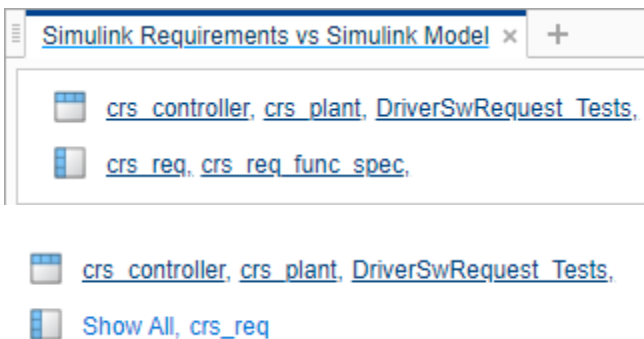 Simulink Requirements vs Simulink Model × +
crs_controller, crs_plant, DriverSwRequest_Tests,
crs_req, crs_req_func_spec,
crs_controller, crs_plant, DriverSwRequest_Tests,
Show All, crs_req